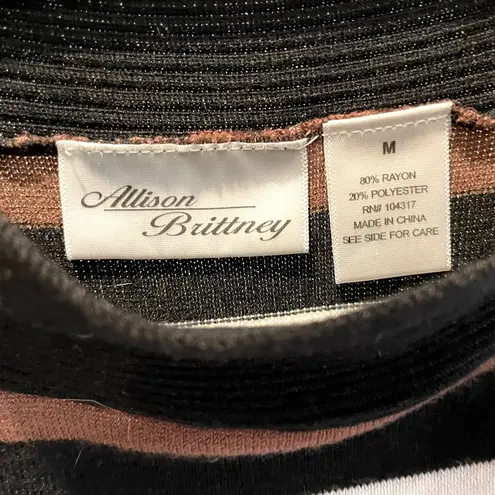 Allison
Brittney
M
80% RAYON
20% POLYESTER
RN# 104317
MADE IN CHINA
SEE SIDE FOR CARE